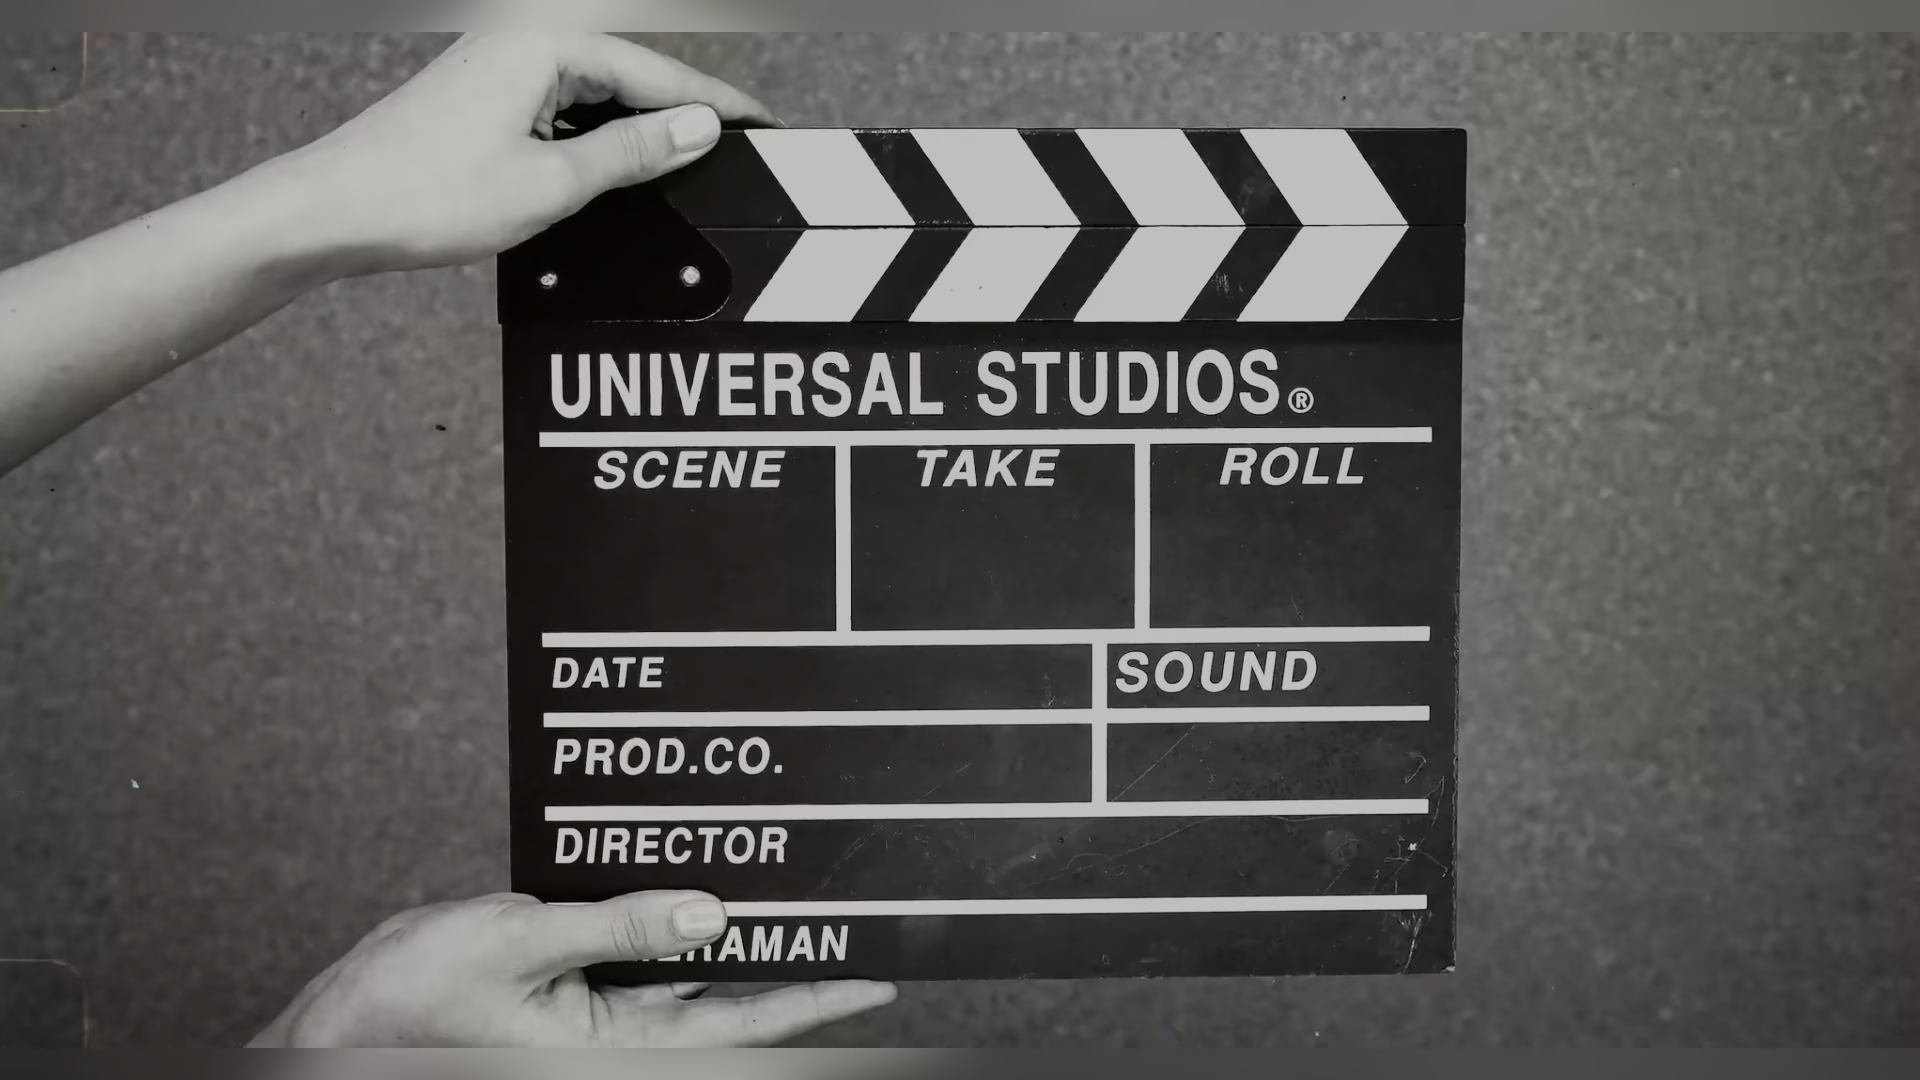 UNIVERSAL STUDIOS®
SCENE TAKE ROLL
DATE SOUND
PROD.CO.
DIRECTOR